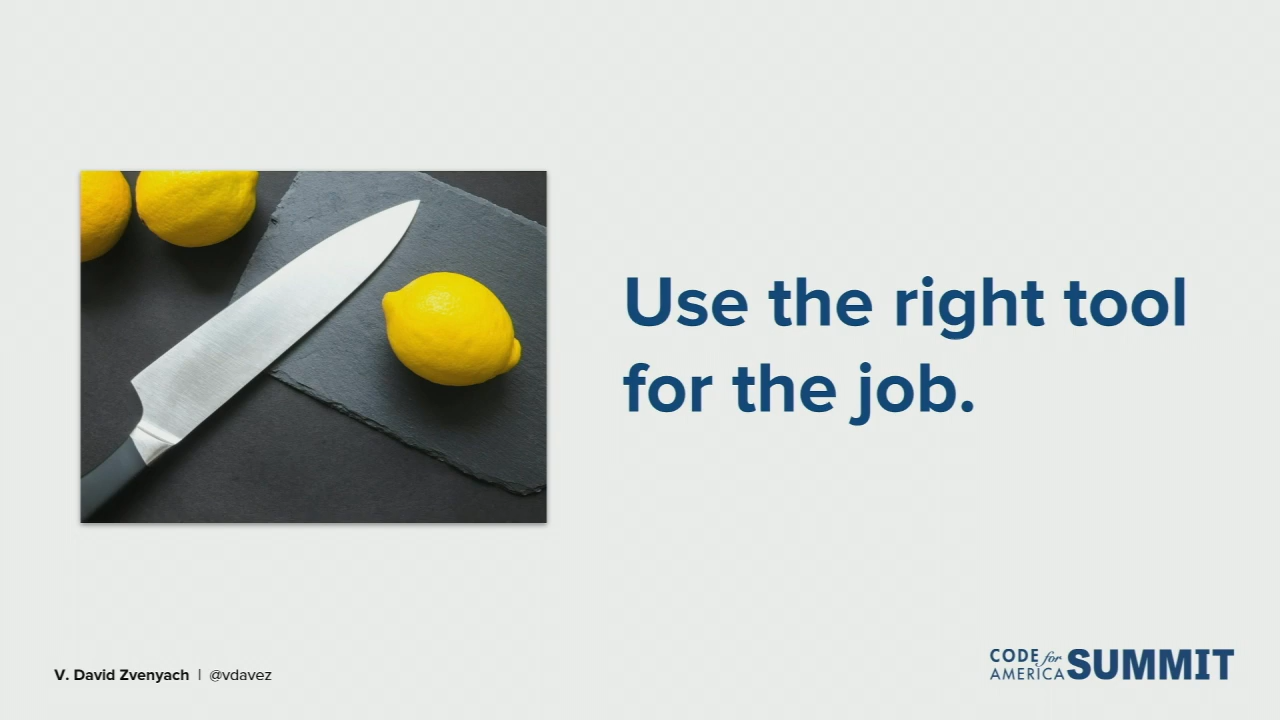 Use the right tool
for the job.
V. David Zvenyach | @vdavez
CODE for
AMERICA SUMMIT